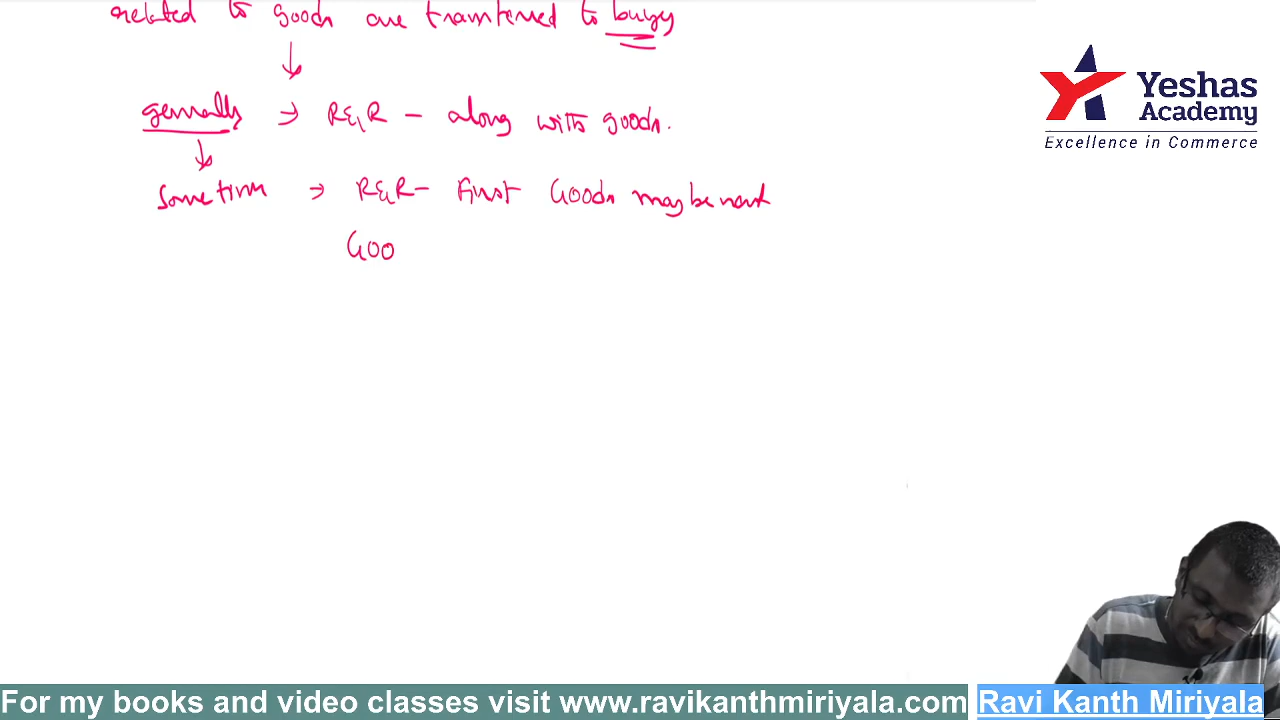 related to goods are transferred to buyer
generally → R&R - along with goods.
Sometimes → R&R - First Goods may be next
Goo
Yeshas
Academy
Excellence in Commerce
For my books and video classes visit www.ravikanthmiriyala.com Ravi Kanth Miriyala